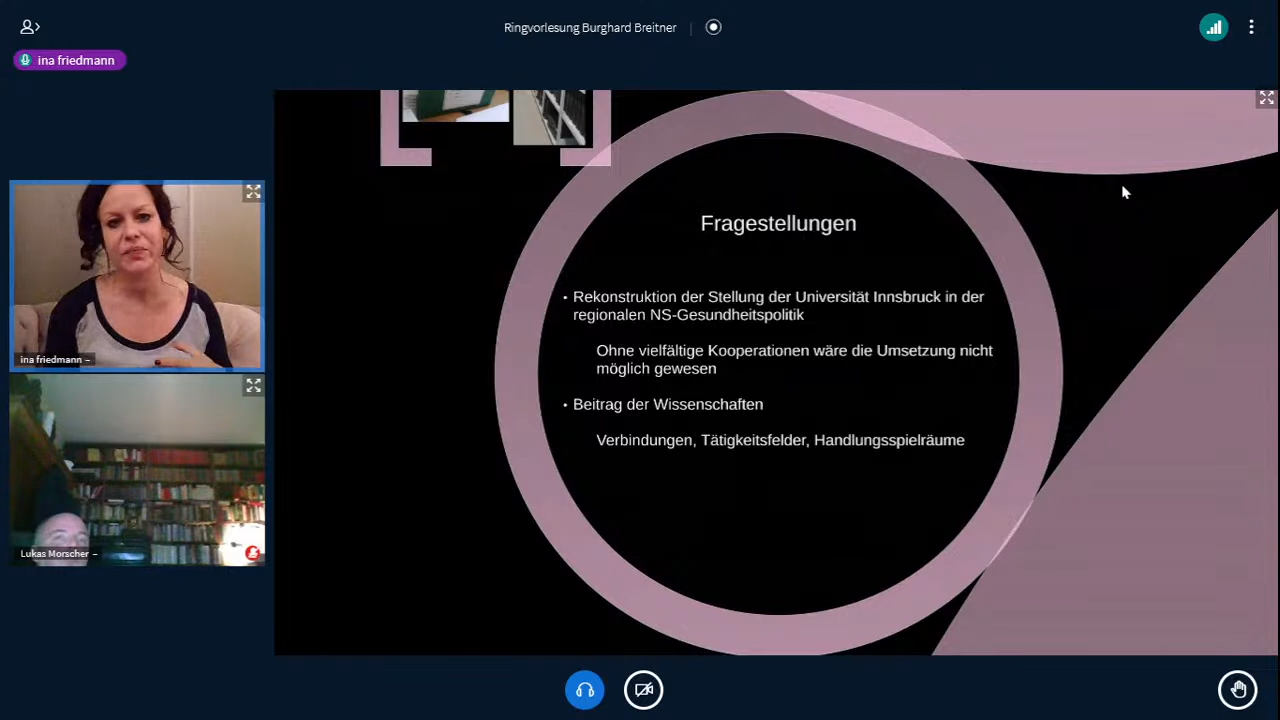 Ringvorlesung Burghard Breitner
ina friedmann
Fragestellungen
• Rekonstruktion der Stellung der Universität Innsbruck in der
regionalen NS-Gesundheitspolitik
Ohne vielfältige Kooperationen wäre die Umsetzung nicht
möglich gewesen
• Beitrag der Wissenschaften
Verbindungen, Tätigkeitsfelder, Handlungsspielräume
ina friedmann –
Lukas Morscher –